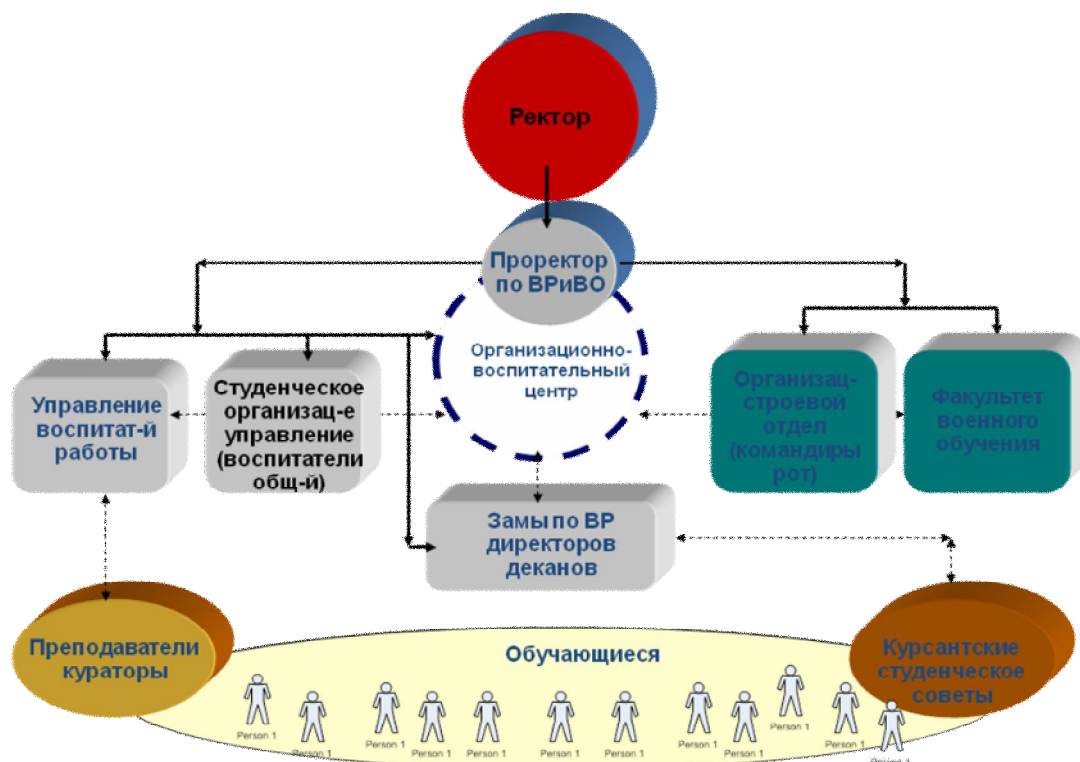 Ректор
Проректор
по ВРиВО
Организационно-
воспитательный
центр
Управление
воспитат-й
работы
Студенческое
организац-е
управление
(воспитатели
общ-й)
Организац-
строевой
отдел
(командиры
рот)
Факультет
военного
обучения
Замы по ВР
директоров
деканов
Преподаватели
кураторы
Обучающиеся
Курсантские
студенческое
советы
Person 1
Person 1
Person 1
Person 1
Person 1
Person 1
Person 1
Person 1
Person 1
Person 1
Person 1